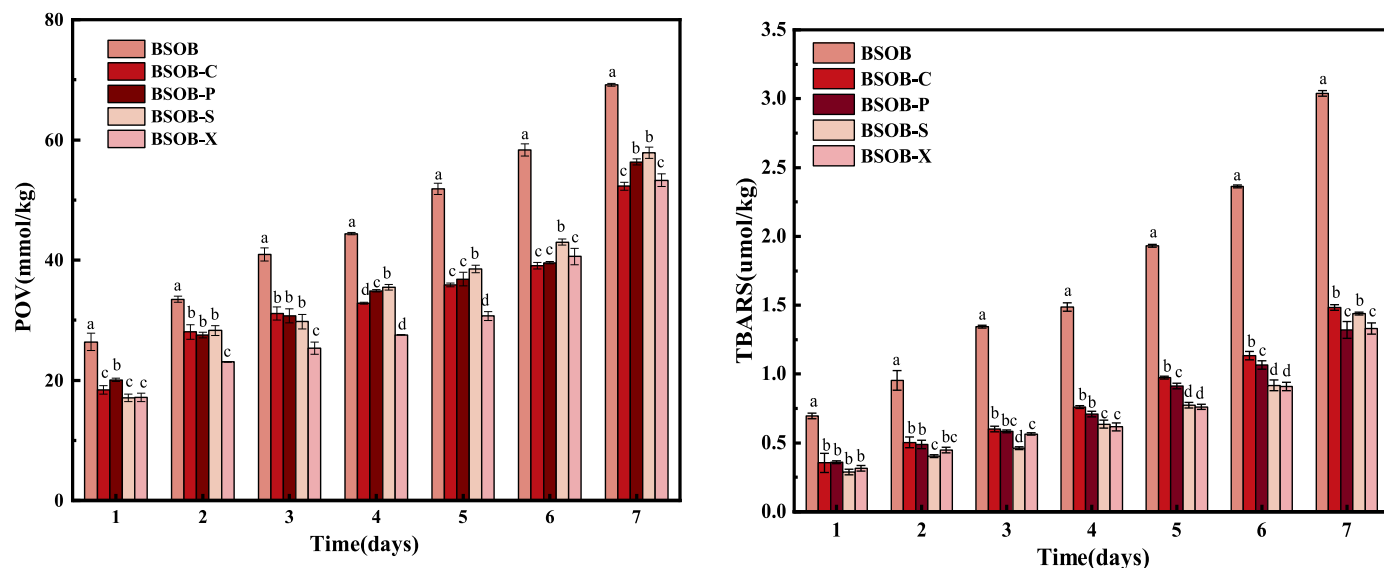 80
60
40
20
0
POV(mmol/kg)
BSOB
BSOB-C
BSOB-P
BSOB-S
BSOB-X
a
c
b
c
c
a
b
b
b
c
a
b
b
b
c
a
d
c
b
d
a
c
c
b
d
a
c
c
b
c
a
c
b
b
c
1 2 3 4 5 6 7
Time(days)
3.5
3.0
2.5
2.0
1.5
1.0
0.5
0.0
TBARS(umol/kg)
BSOB
BSOB-C
BSOB-P
BSOB-S
BSOB-X
a
b
b
b
b
a
b
b
c
bc
a
b
bc
d
c
a
b
b
c
c
a
b
c
d
d
a
b
c
d
d
a
b
c
b
c
1 2 3 4 5 6 7
Time(days)